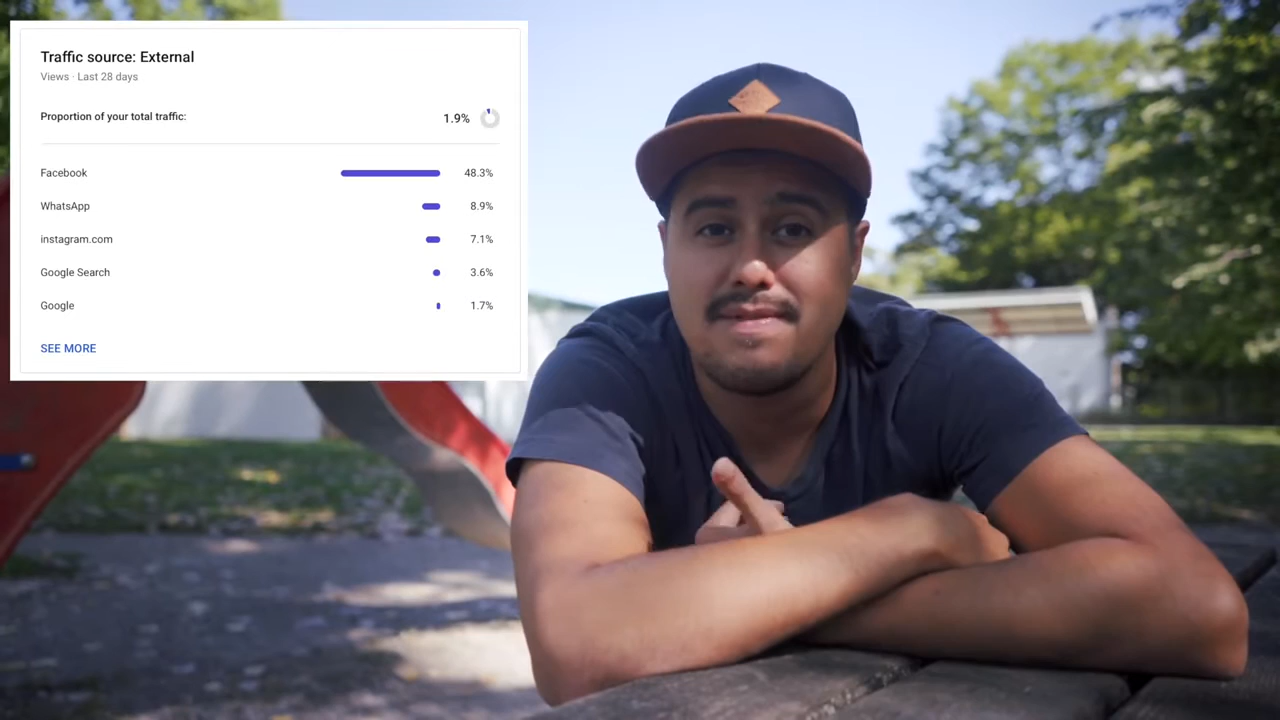 Traffic source: External
Views · Last 28 days
Proportion of your total traffic: 1.9%
Facebook 48.3%
WhatsApp 8.9%
instagram.com 7.1%
Google Search 3.6%
Google 1.7%
SEE MORE